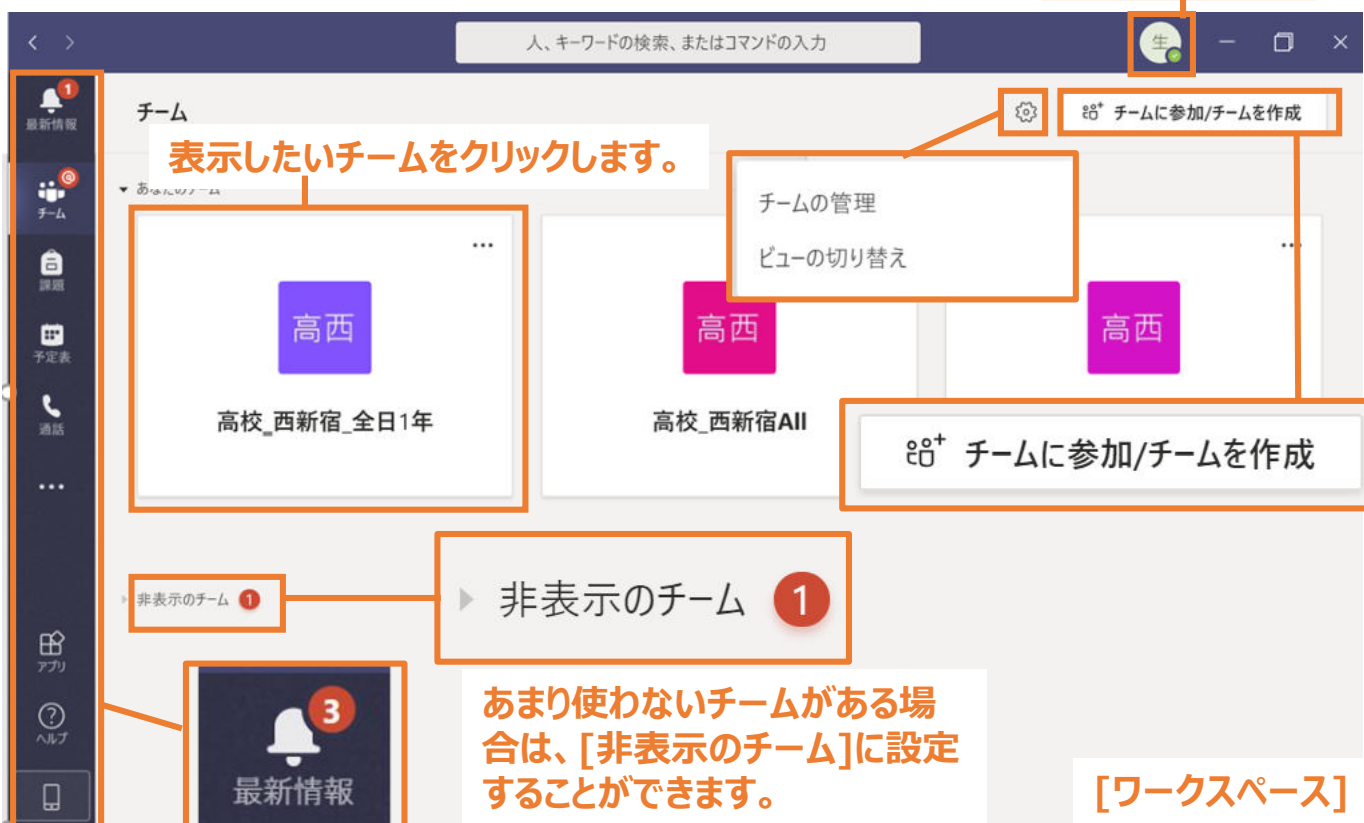 人、キーワードの検索、またはコマンドの入力
生
1
最新情報
チーム
チームに参加/チームを作成
表示したいチームをクリックします。
チーム
課題
予定表
通話
チームの管理
ビューの切り替え
高西
高西
高西
高校_西新宿_全日1年
高校_西新宿All
チームに参加/チームを作成
非表示のチーム 1
非表示のチーム 1
アプリ
ヘルプ
3
最新情報
あまり使わないチームがある場
合は、[非表示のチーム]に設定
することができます。
[ワークスペース]